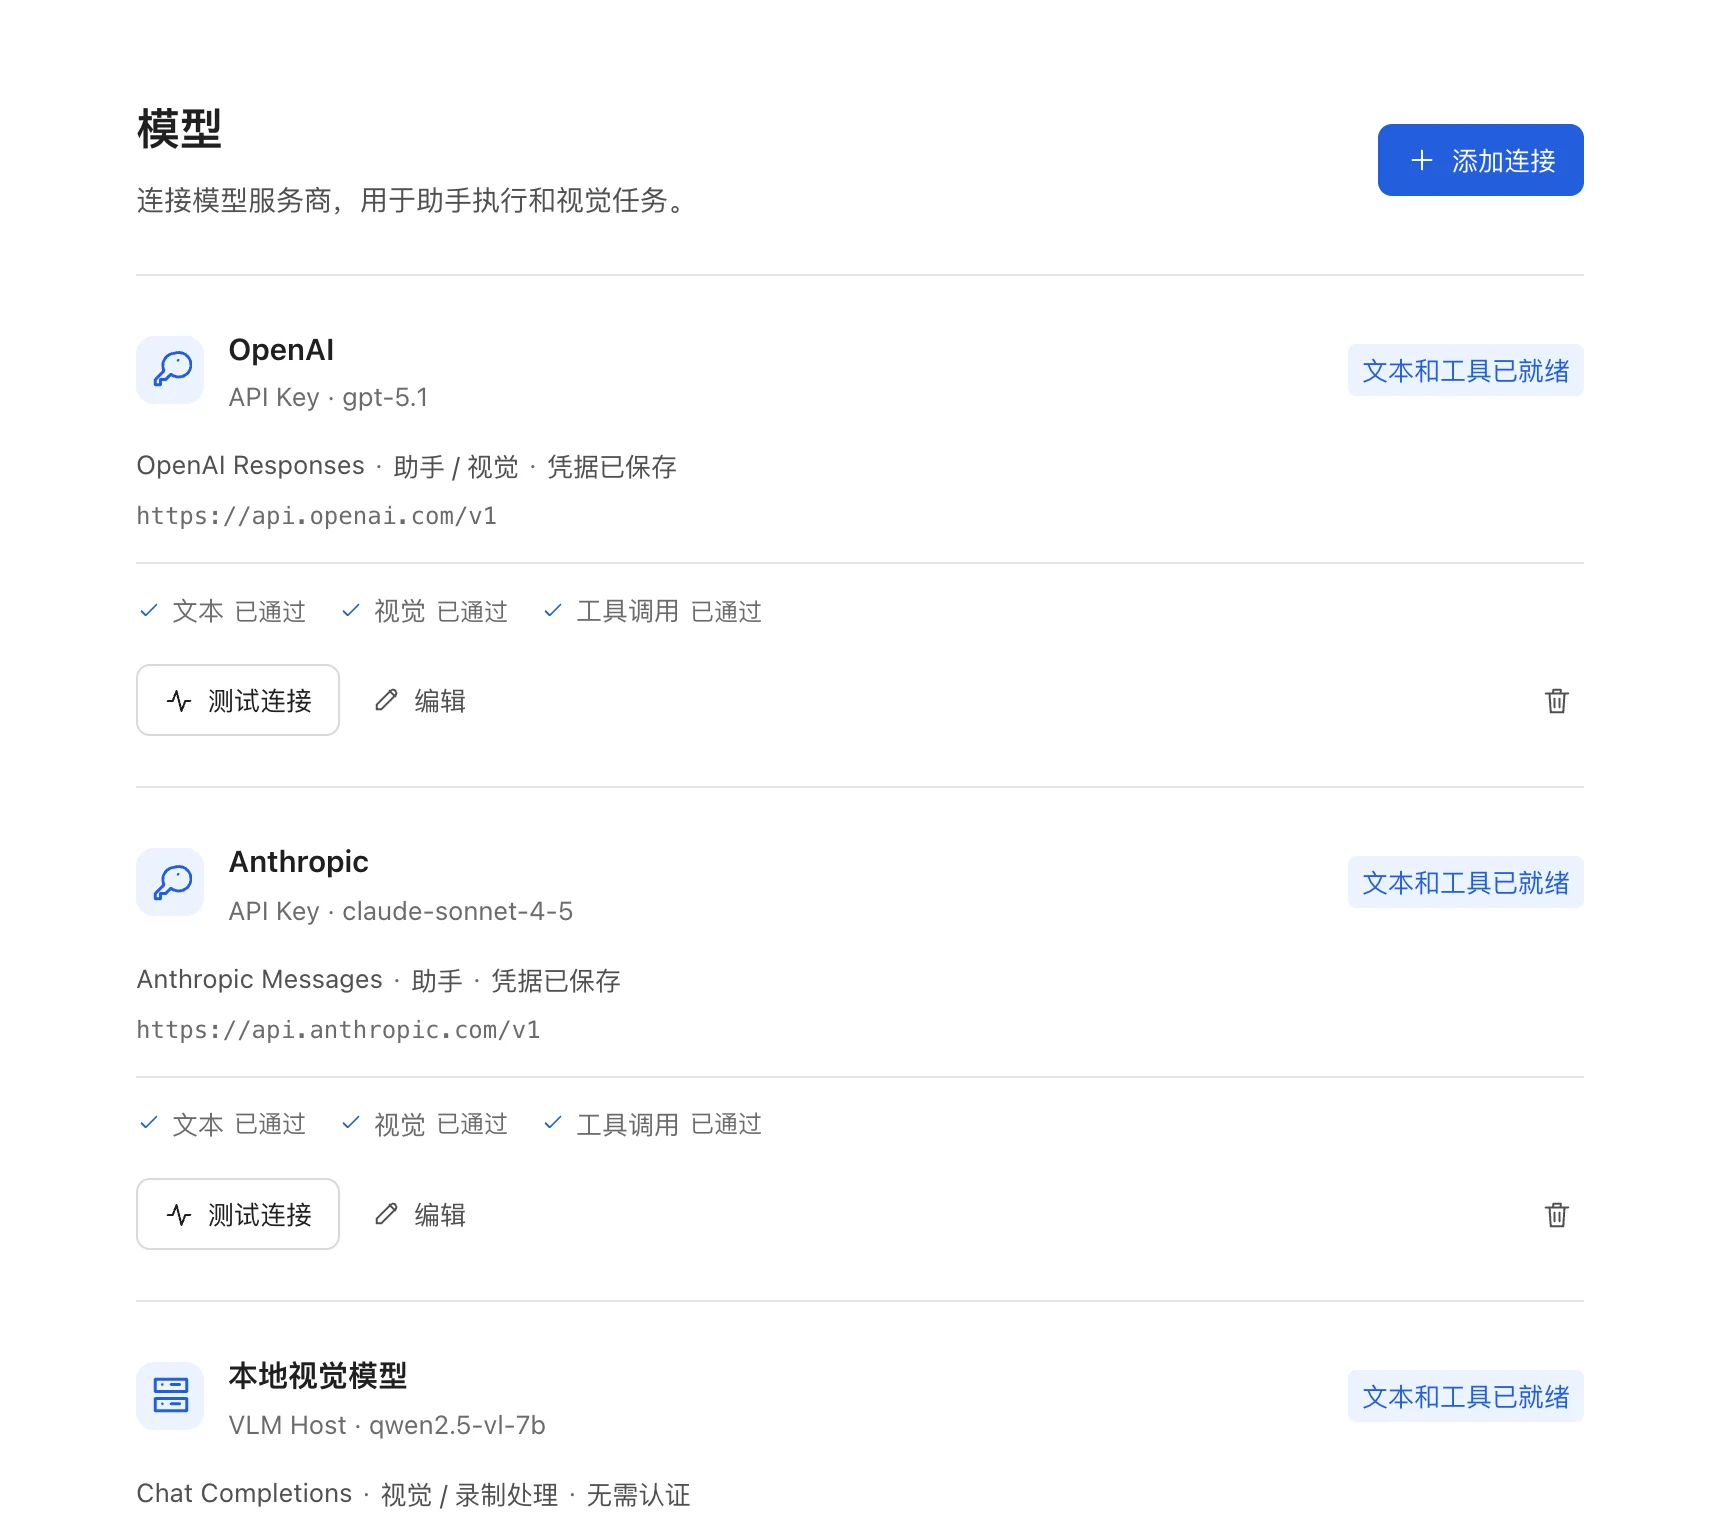 模型
连接模型服务商，用于助手执行和视觉任务。
添加连接
OpenAI
API Key · gpt-5.1
文本和工具已就绪
OpenAI Responses · 助手 / 视觉 · 凭据已保存
https://api.openai.com/v1
文本 已通过 视觉 已通过 工具调用 已通过
测试连接 编辑
Anthropic
API Key · claude-sonnet-4-5
文本和工具已就绪
Anthropic Messages · 助手 · 凭据已保存
https://api.anthropic.com/v1
文本 已通过 视觉 已通过 工具调用 已通过
测试连接 编辑
本地视觉模型
VLM Host · qwen2.5-vl-7b
文本和工具已就绪
Chat Completions · 视觉 / 录制处理 · 无需认证